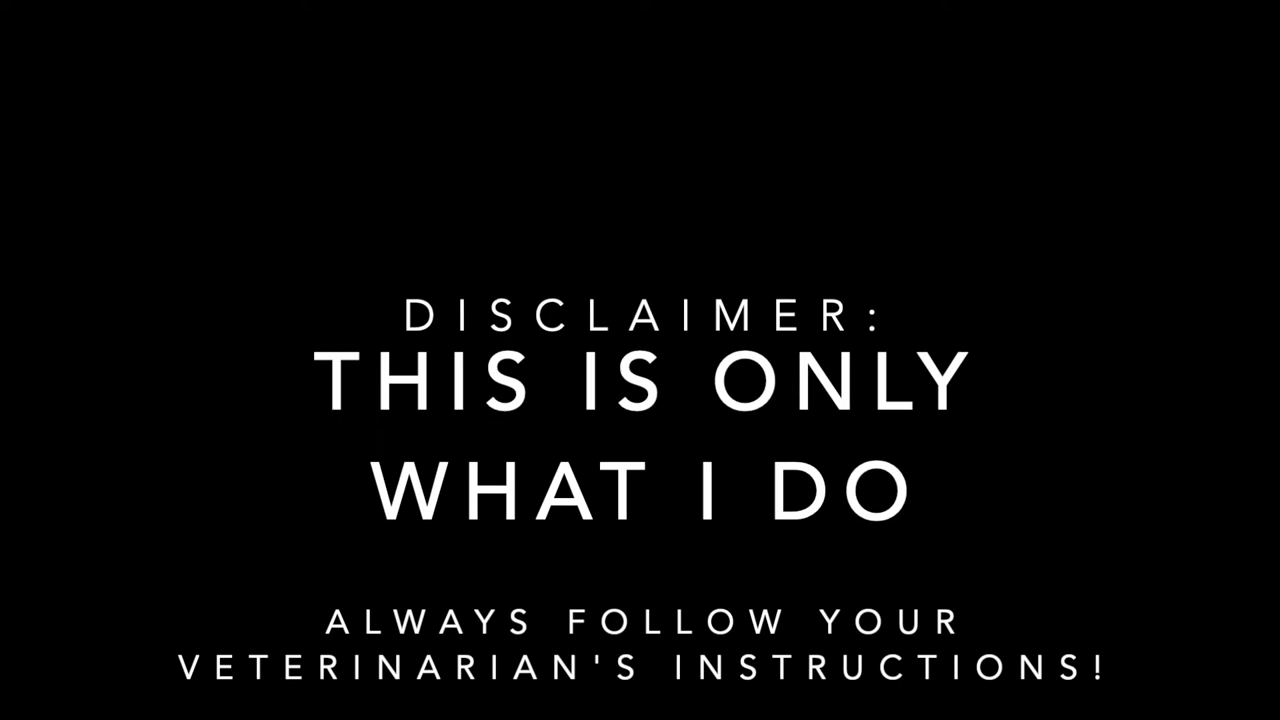 DISCLAIMER:
THIS IS ONLY
WHAT I DO
ALWAYS FOLLOW YOUR
VETERINARIAN'S INSTRUCTIONS!